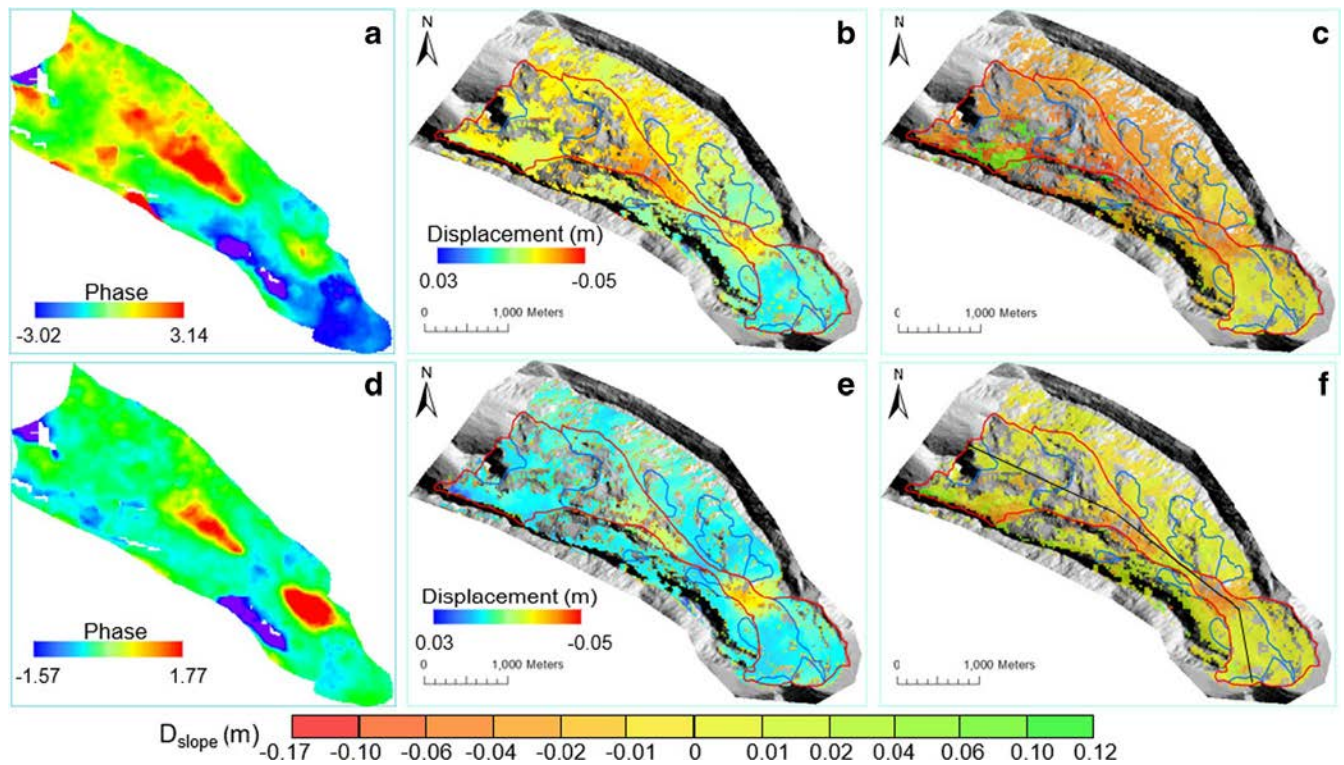 a
Phase
-3.02 3.14
N
b
Displacement (m)
0.03 -0.05
0 1,000 Meters
N
c
0 1,000 Meters
d
Phase
-1.57 1.77
N
e
Displacement (m)
0.03 -0.05
0 1,000 Meters
N
f
0 1,000 Meters
Dslope (m)
-0.17 -0.10 -0.06 -0.04 -0.02 -0.01 0 0.01 0.02 0.04 0.06 0.10 0.12